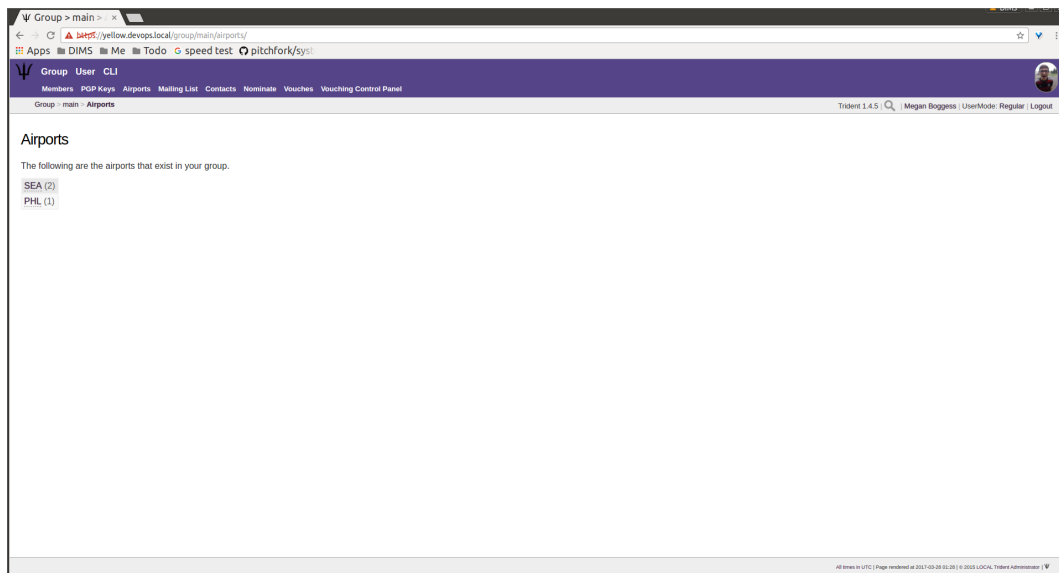 Ψ Group > main > ×
https://yellow.devops.local/group/main/airports/
Apps DIMS Me Todo speed test pitchfork/syst
Group User CLI
Members PGP Keys Airports Mailing List Contacts Nominate Vouches Vouching Control Panel
Group > main > Airports
Trident 1.4.5 | | Megan Boggess | UserMode: Regular | Logout
Airports
The following are the airports that exist in your group.
SEA (2)
PHL (1)
All times in UTC | Page rendered at 2017-03-28 01:28 | © 2015 LOCAL Trident Administrator | Ψ